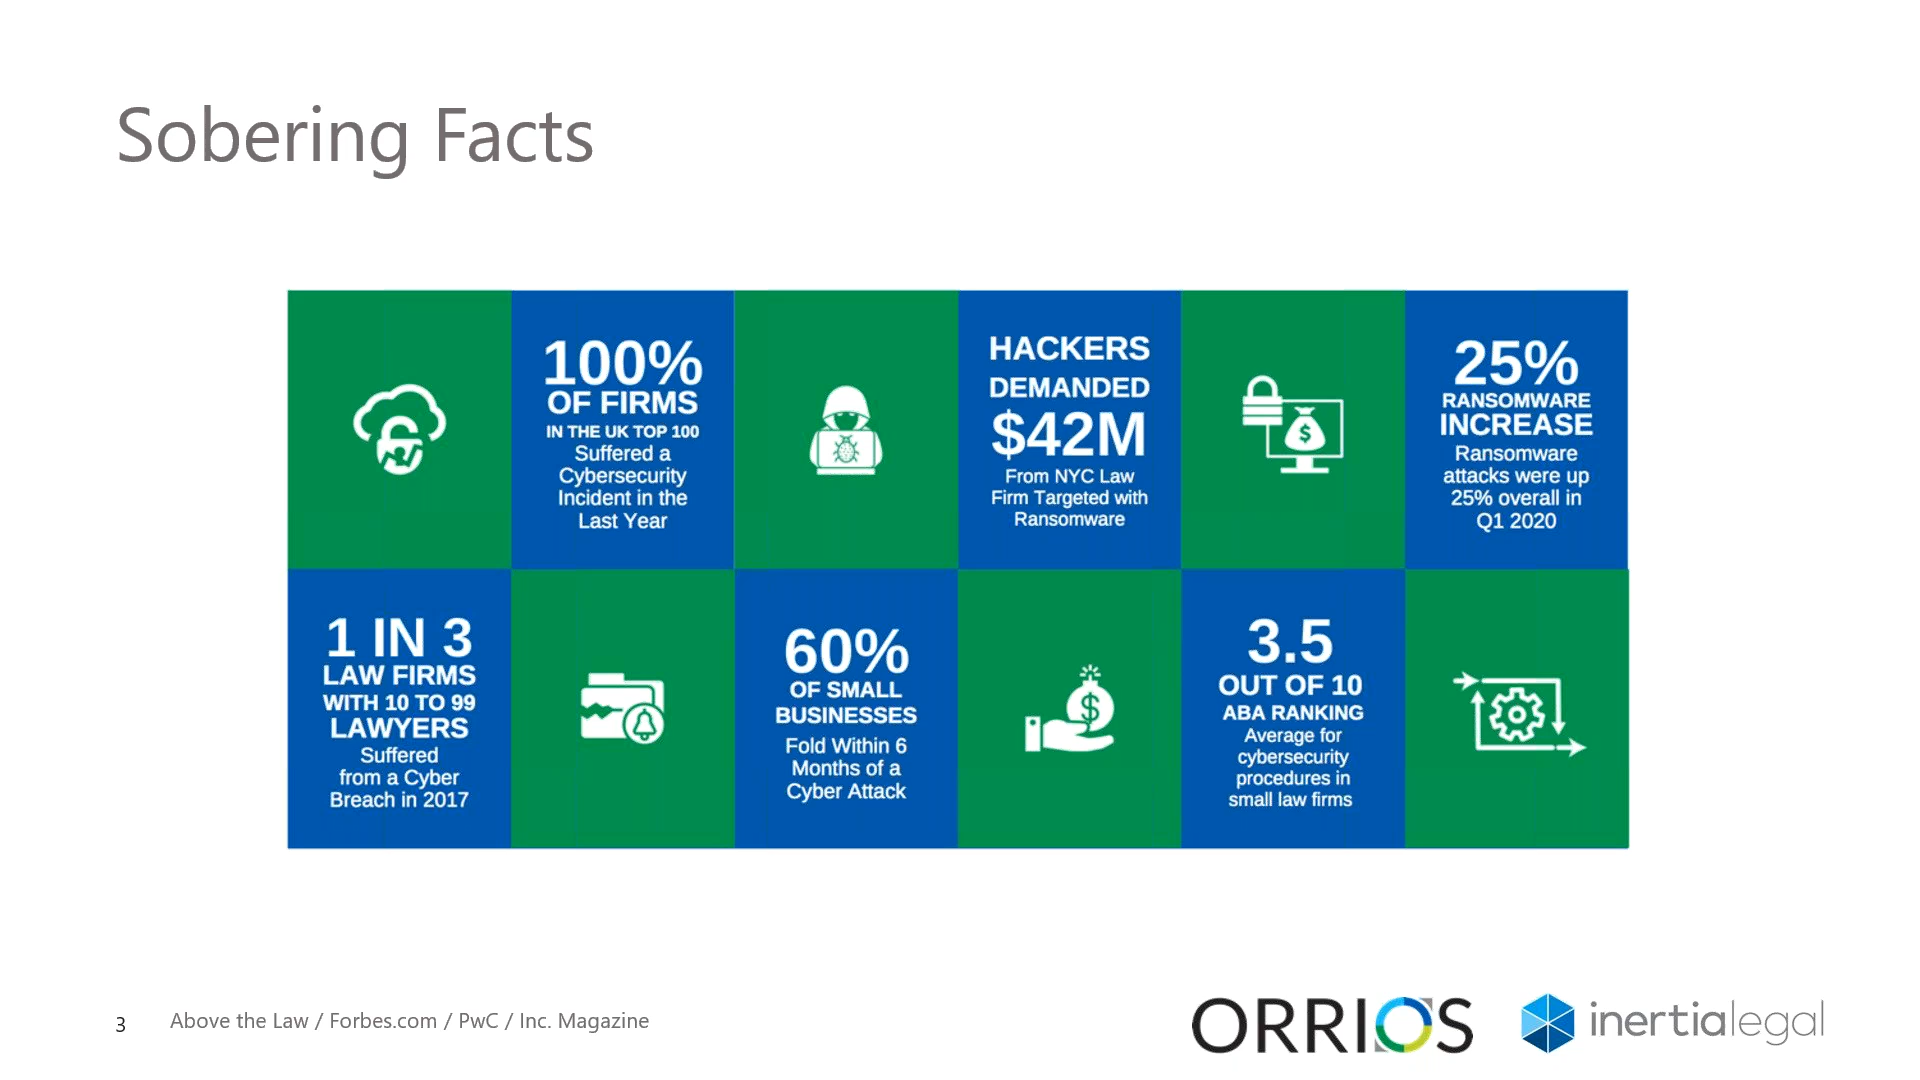 Sobering Facts
100%
OF FIRMS
IN THE UK TOP 100
Suffered a
Cybersecurity
Incident in the
Last Year
HACKERS
DEMANDED
$42M
From NYC Law
Firm Targeted with
Ransomware
25%
RANSOMWARE
INCREASE
Ransomware
attacks were up
25% overall in
Q1 2020
1 IN 3
LAW FIRMS
WITH 10 TO 99
LAWYERS
Suffered
from a Cyber
Breach in 2017
60%
OF SMALL
BUSINESSES
Fold Within 6
Months of a
Cyber Attack
3.5
OUT OF 10
ABA RANKING
Average for
cybersecurity
procedures in
small law firms
3
Above the Law / Forbes.com / PwC / Inc. Magazine
ORRIOS
inertialegal